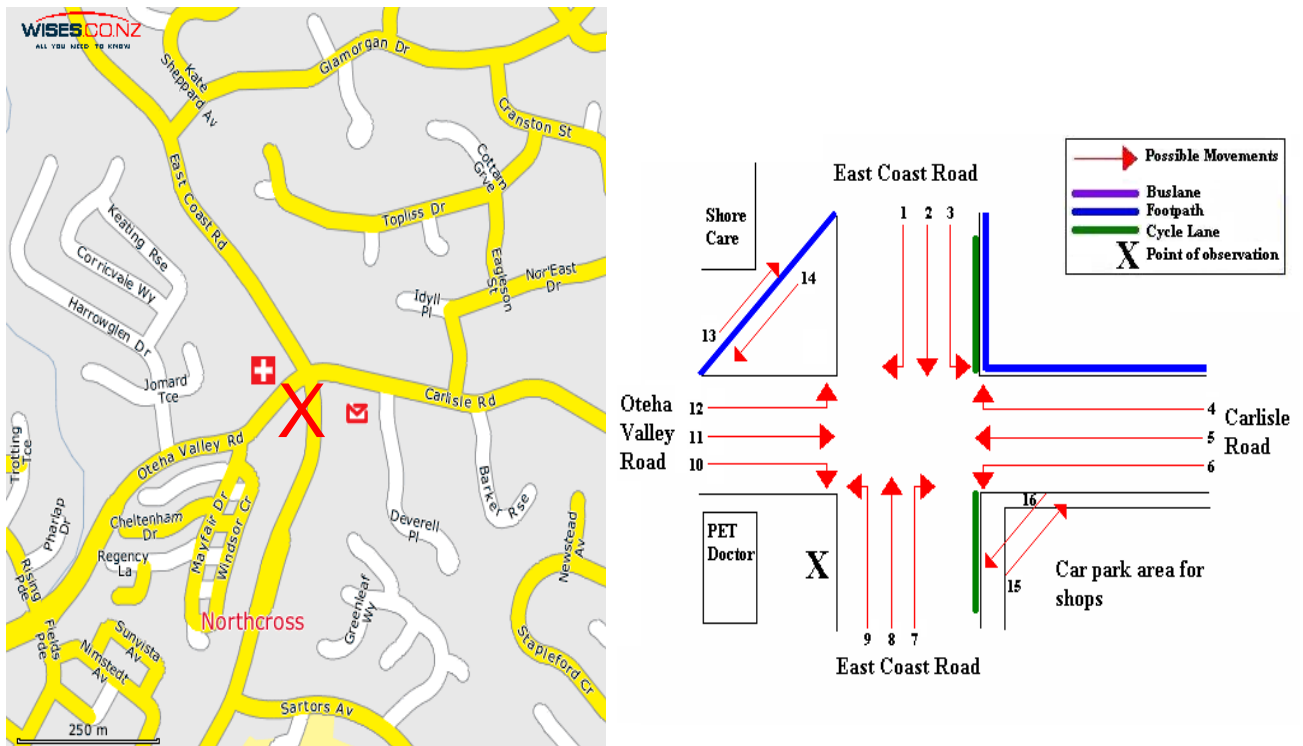 WISES.CO.NZ
ALL YOU NEED TO KNOW
Glamorgan Dr
Kate
Sheppard Av
Cranston St
East Coast Rd
Cottam
Grve
Topliss Dr
Keating Rse
Corricvale Wy
Harrowglen Dr
Eagleson
St
Nor'East
Dr
Idyll
Pl
Jomard
Tce
Carlisle Rd
Oteha Valley Rd
Trotting
Tce
Pharlap
Dr
Cheltenham
Dr
Mayfair Dr
Windsor Cr
Regency
La
Barker Rse
Deverell
Pl
Newstead
Av
Rising
Pde
Greenleaf
Wy
Northcross
Fields
Pde
Sunvista
Av
Nimstedt
Av
Stapleford Cr
Sartors Av
250 m
X
Possible Movements
Buslane
Footpath
Cycle Lane
X Point of observation
East Coast Road
1 2 3
Shore
Care
14
13
Oteha
Valley
Road
12
11
10
4
5
6
Carlisle
Road
16
15
PET
Doctor
X
Car park area for
shops
9 8 7
East Coast Road